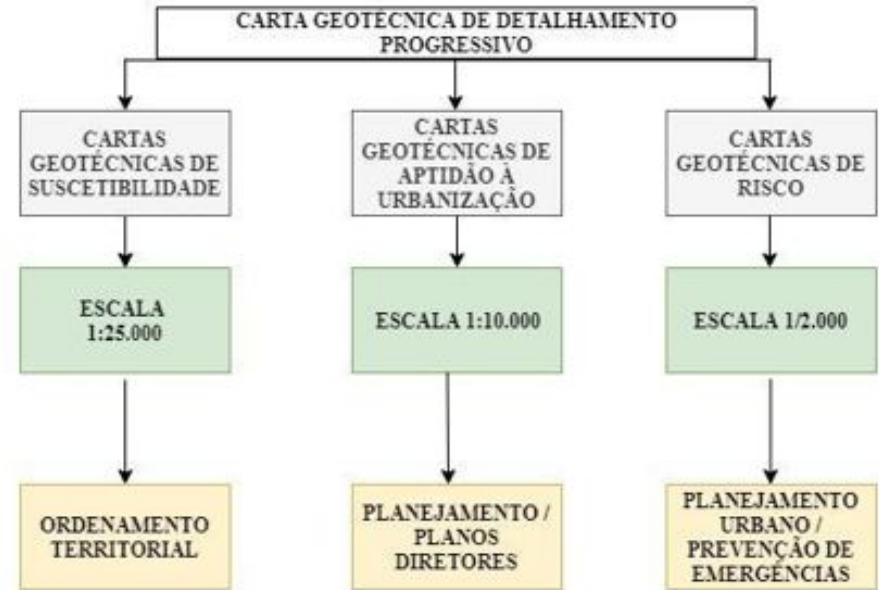 CARTA GEOTÉCNICA DE DETALHAMENTO
PROGRESSIVO
CARTAS
GEOTÉCNICAS DE
SUSCETIBILIDADE
CARTAS
GEOTÉCNICAS DE
APTIDÃO À
URBANIZAÇÃO
CARTAS
GEOTÉCNICAS DE
RISCO
ESCALA
1:25.000
ESCALA 1:10.000
ESCALA 1/2.000
ORDENAMENTO
TERRITORIAL
PLANEJAMENTO /
PLANOS
DIRETORES
PLANEJAMENTO
URBANO /
PREVENÇÃO DE
EMERGÊNCIAS